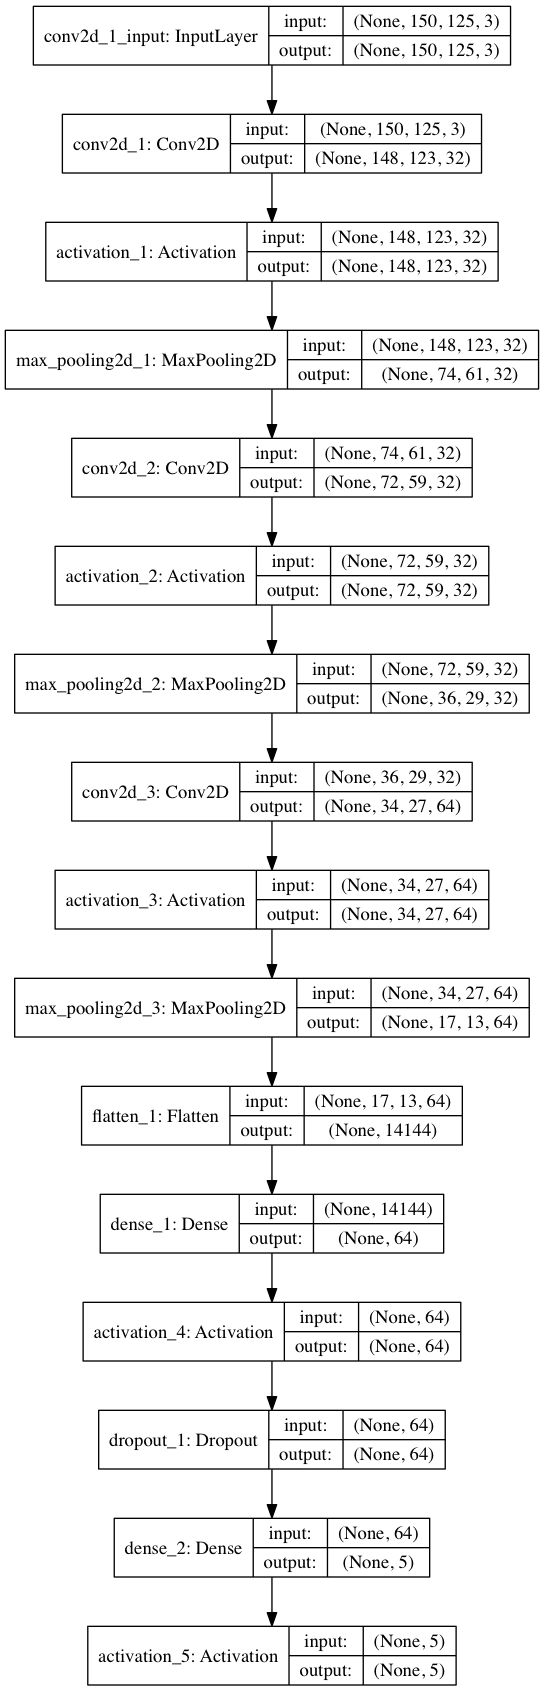 conv2d_1_input: InputLayer
input: (None, 150, 125, 3)
output: (None, 150, 125, 3)
conv2d_1: Conv2D
input: (None, 150, 125, 3)
output: (None, 148, 123, 32)
activation_1: Activation
input: (None, 148, 123, 32)
output: (None, 148, 123, 32)
max_pooling2d_1: MaxPooling2D
input: (None, 148, 123, 32)
output: (None, 74, 61, 32)
conv2d_2: Conv2D
input: (None, 74, 61, 32)
output: (None, 72, 59, 32)
activation_2: Activation
input: (None, 72, 59, 32)
output: (None, 72, 59, 32)
max_pooling2d_2: MaxPooling2D
input: (None, 72, 59, 32)
output: (None, 36, 29, 32)
conv2d_3: Conv2D
input: (None, 36, 29, 32)
output: (None, 34, 27, 64)
activation_3: Activation
input: (None, 34, 27, 64)
output: (None, 34, 27, 64)
max_pooling2d_3: MaxPooling2D
input: (None, 34, 27, 64)
output: (None, 17, 13, 64)
flatten_1: Flatten
input: (None, 17, 13, 64)
output: (None, 14144)
dense_1: Dense
input: (None, 14144)
output: (None, 64)
activation_4: Activation
input: (None, 64)
output: (None, 64)
dropout_1: Dropout
input: (None, 64)
output: (None, 64)
dense_2: Dense
input: (None, 64)
output: (None, 5)
activation_5: Activation
input: (None, 5)
output: (None, 5)